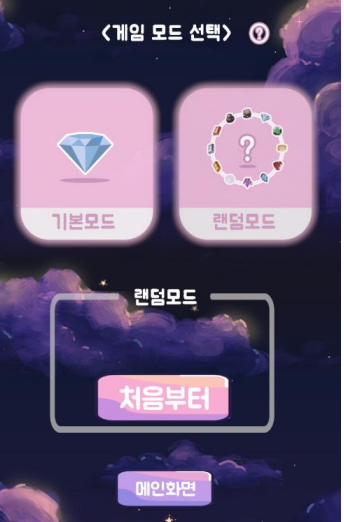 <게임 모드 선택> ?
?
기본모드 랜덤모드
랜덤모드
처음부터
메인화면